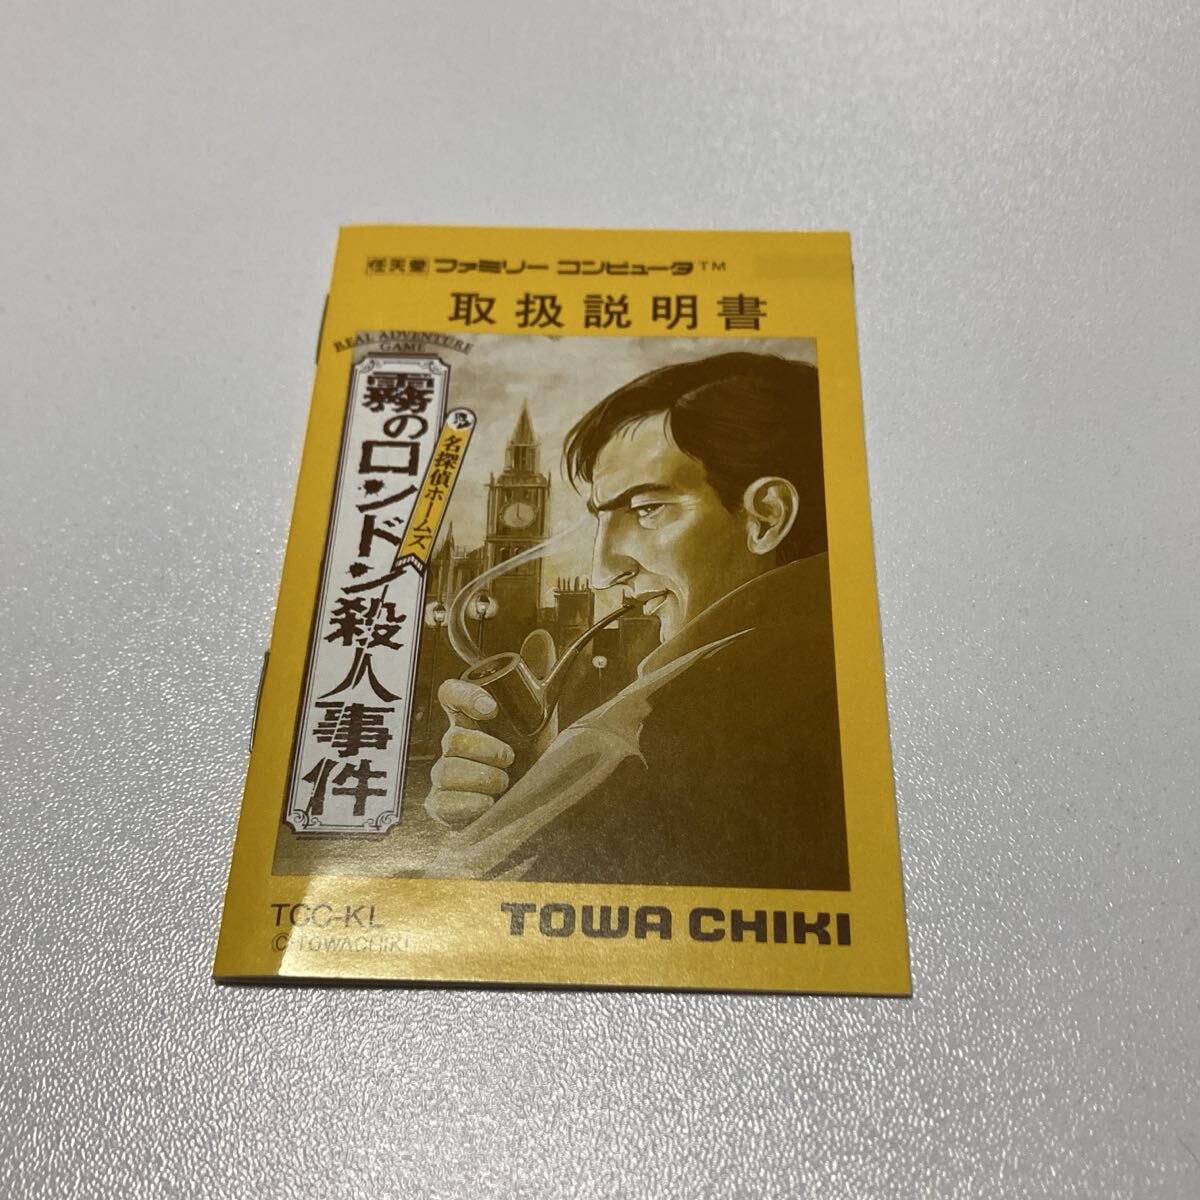 任天堂 ファミリー コンピュータ™
取扱説明書
REAL ADVENTURE
GAME
霧のロンドン殺人事件
名探偵ホームズ
TCC-KL
©TOWACHIKI
TOWA CHIKI